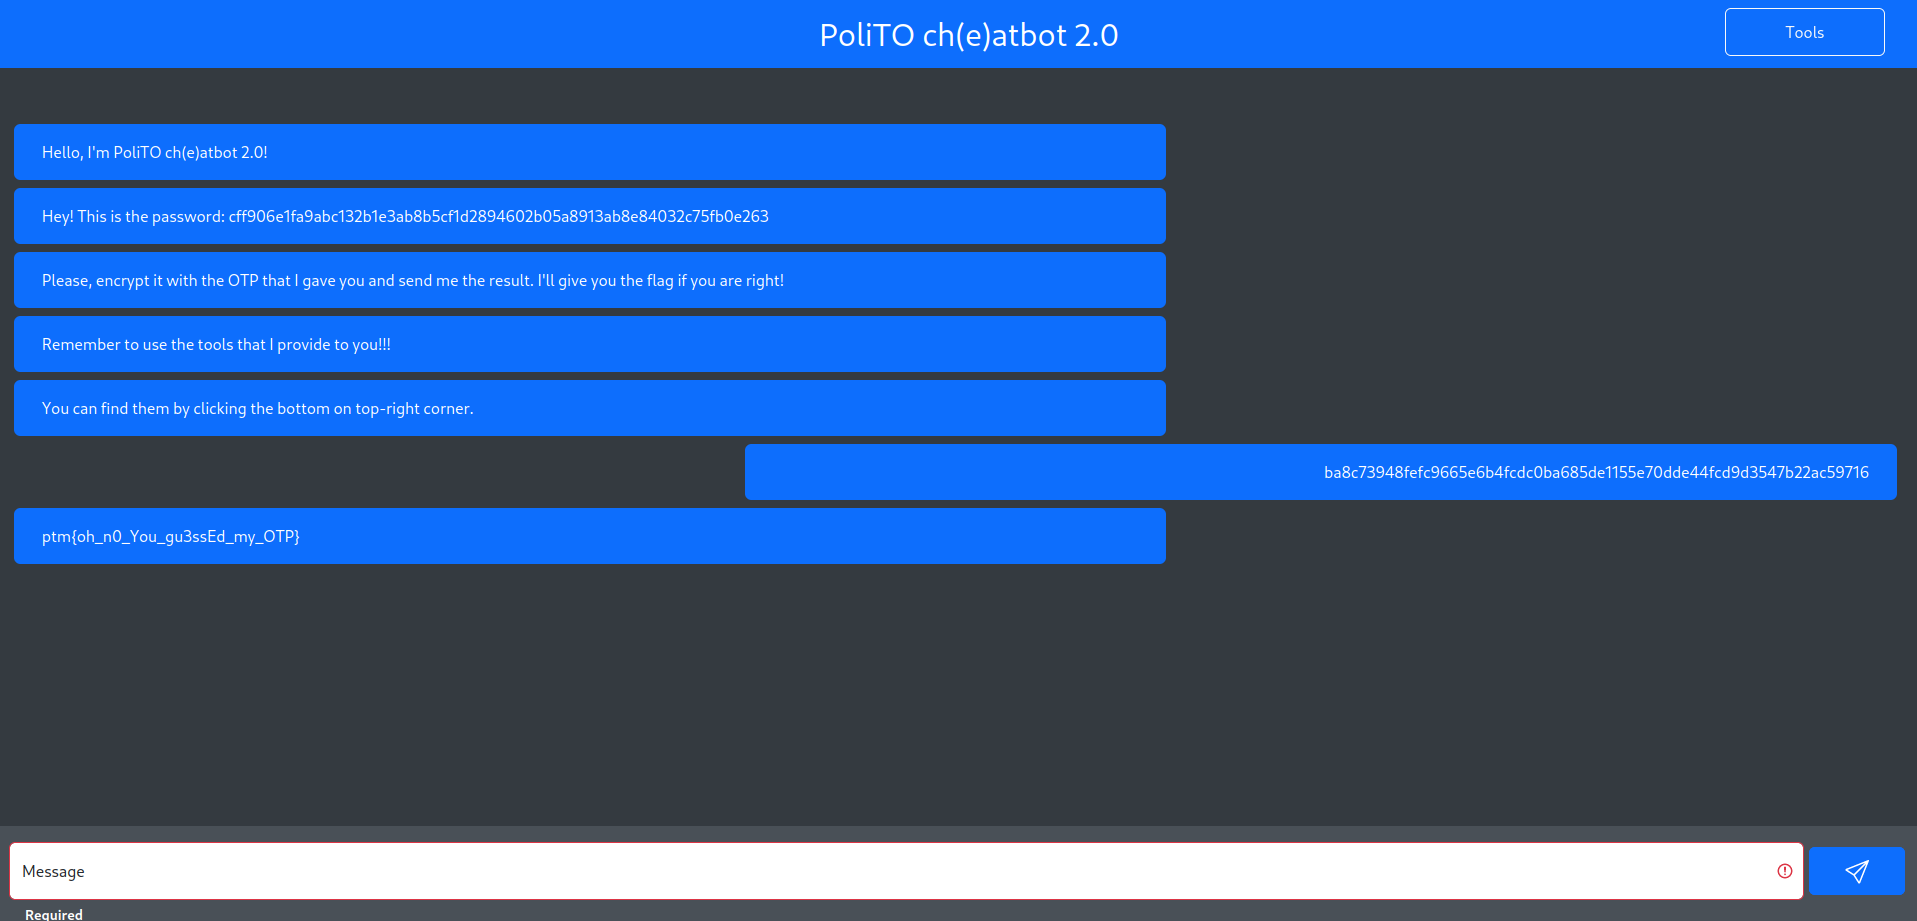 PoliTO ch(e)atbot 2.0
Tools
Hello, I'm PoliTO ch(e)atbot 2.0!
Hey! This is the password: cff906e1fa9abc132b1e3ab8b5cf1d2894602b05a8913ab8e84032c75fb0e263
Please, encrypt it with the OTP that I gave you and send me the result. I'll give you the flag if you are right!
Remember to use the tools that I provide to you!!!
You can find them by clicking the bottom on top-right corner.
ba8c73948fefc9665e6b4fcdc0ba685de1155e70dde44fcd9d3547b22ac59716
ptm{oh_n0_You_gu3ssEd_my_OTP}
Message
Required